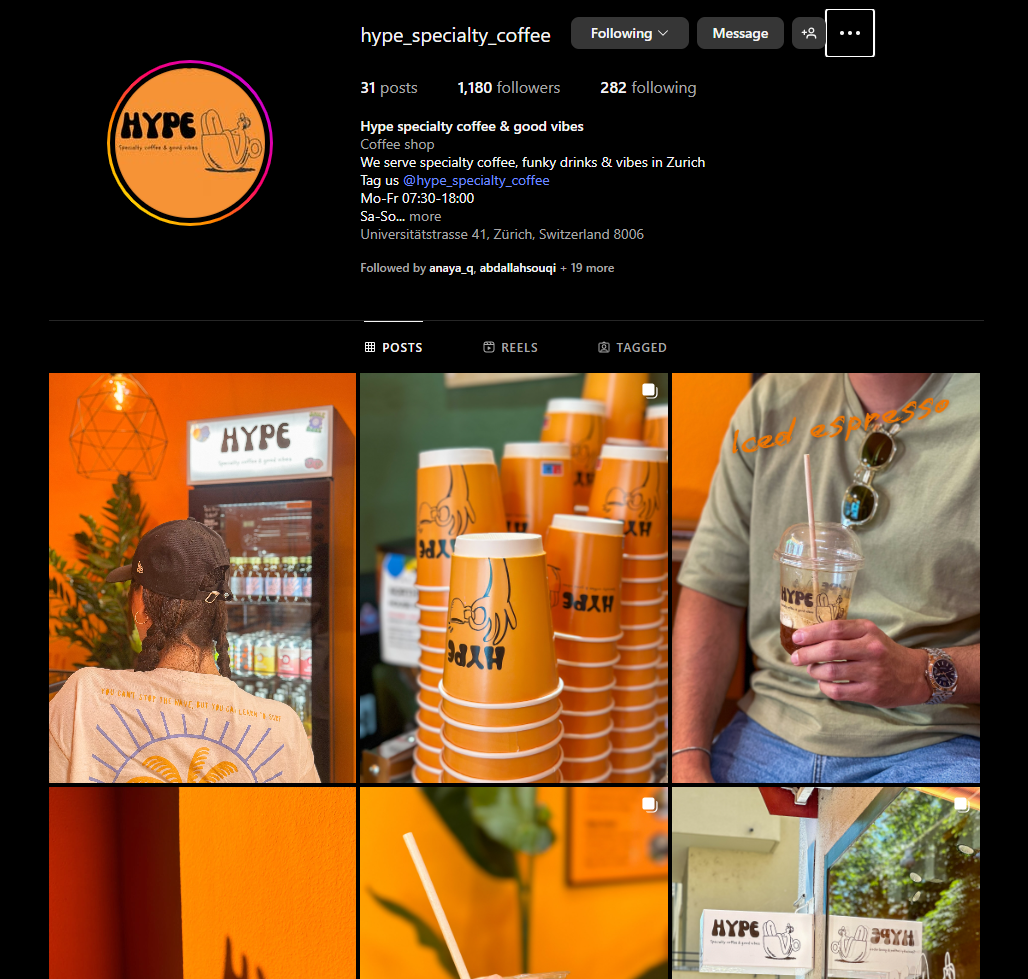 hype_specialty_coffee
Following
Message
HYPE
Specialty coffee & good vibes
31 posts
1,180 followers
282 following
Hype specialty coffee & good vibes
Coffee shop
We serve specialty coffee, funky drinks & vibes in Zurich
Tag us @hype_specialty_coffee
Mo-Fr 07:30-18:00
Sa-So... more
Universitätstrasse 41, Zürich, Switzerland 8006
Followed by anaya_q, abdallahsouqi + 19 more
POSTS
REELS
TAGGED
HYPE
Specialty coffee & good vibes
YOU CAN'T STOP THE WAVE, BUT YOU CAN LEARN TO SURF
HYPE
HYPE
HYPE
HYPE
HYPE
Iced espresso
HYPE
HYPE
Specialty coffee & good vibes
HYPE